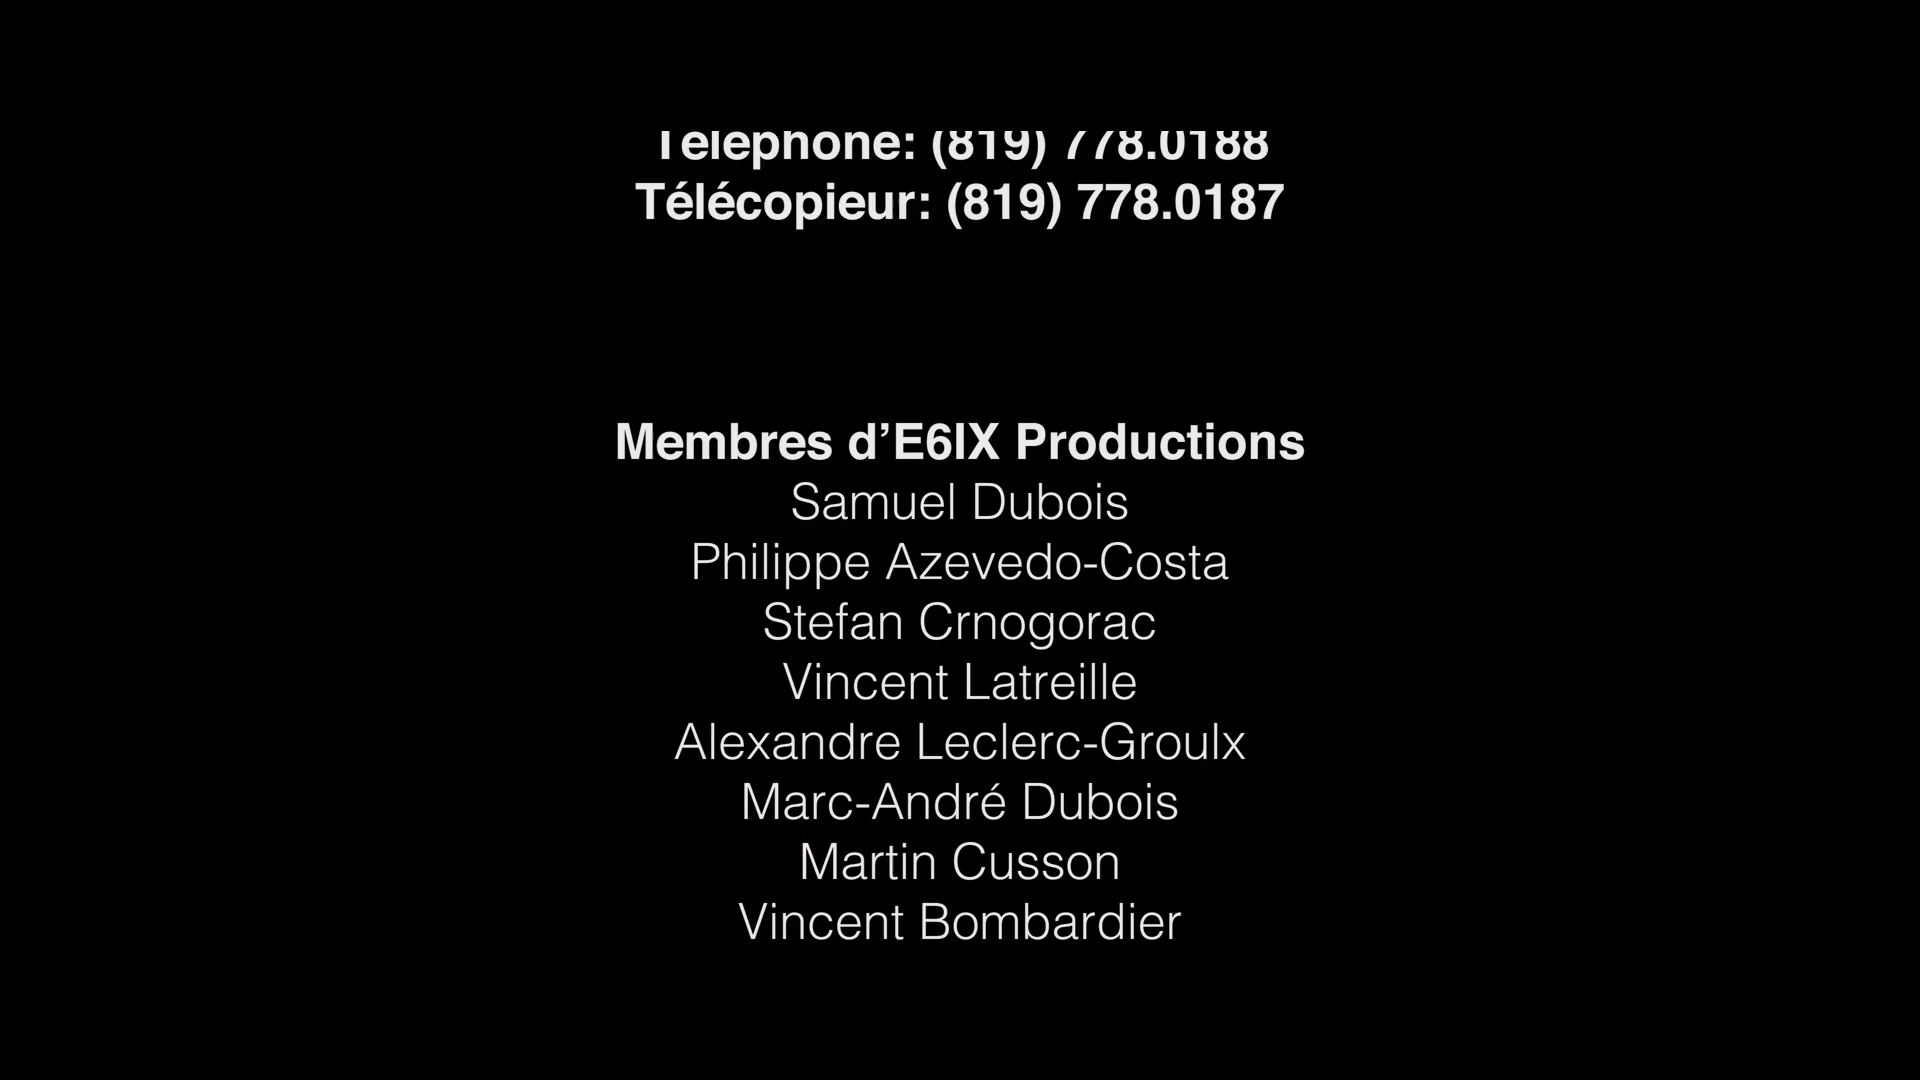 Téléphone: (819) 778.0188
Télécopieur: (819) 778.0187
Membres d’E6IX Productions
Samuel Dubois
Philippe Azevedo-Costa
Stefan Crnogorac
Vincent Latreille
Alexandre Leclerc-Groulx
Marc-André Dubois
Martin Cusson
Vincent Bombardier